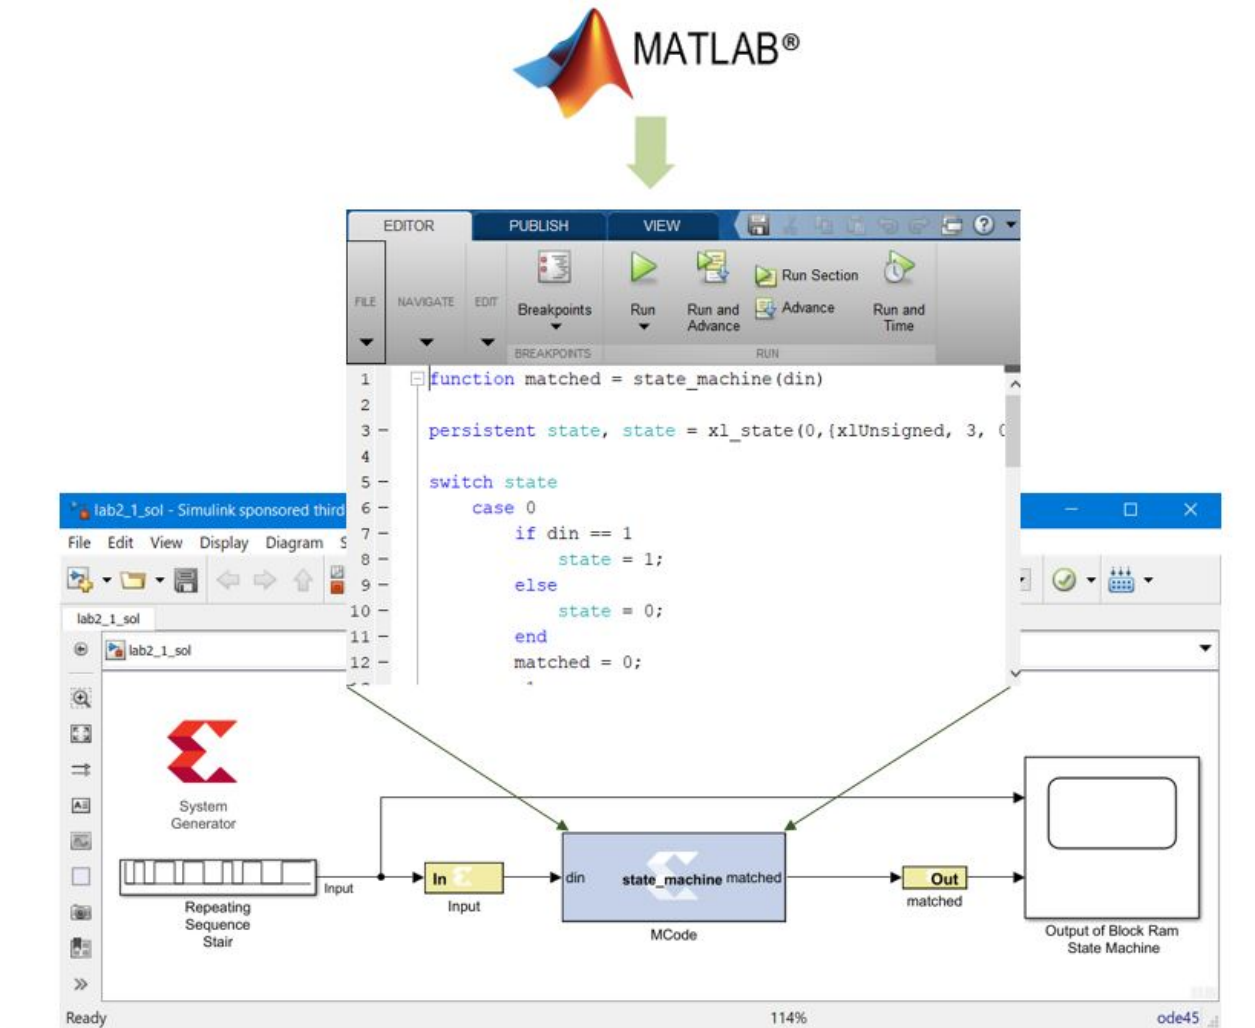 MATLAB®
EDITOR PUBLISH VIEW
FILE NAVIGATE EDIT Breakpoints Run Run and Advance Run Section Advance Run and Time
BREAKPOINTS RUN
1 function matched = state_machine(din)
2
3 persistent state, state = xl_state(0,{xlUnsigned, 3,
4
5 switch state
6 case 0
7 if din == 1
8 state = 1;
9 else
10 state = 0;
11 end
12 matched = 0;
lab2_1_sol - Simulink sponsored third
File Edit View Display Diagram
lab2_1_sol
lab2_1_sol
System
Generator
Input
Repeating
Sequence
Stair
In
Input
din state_machine matched
MCode
Out
matched
Output of Block Ram
State Machine
Ready 114% ode45